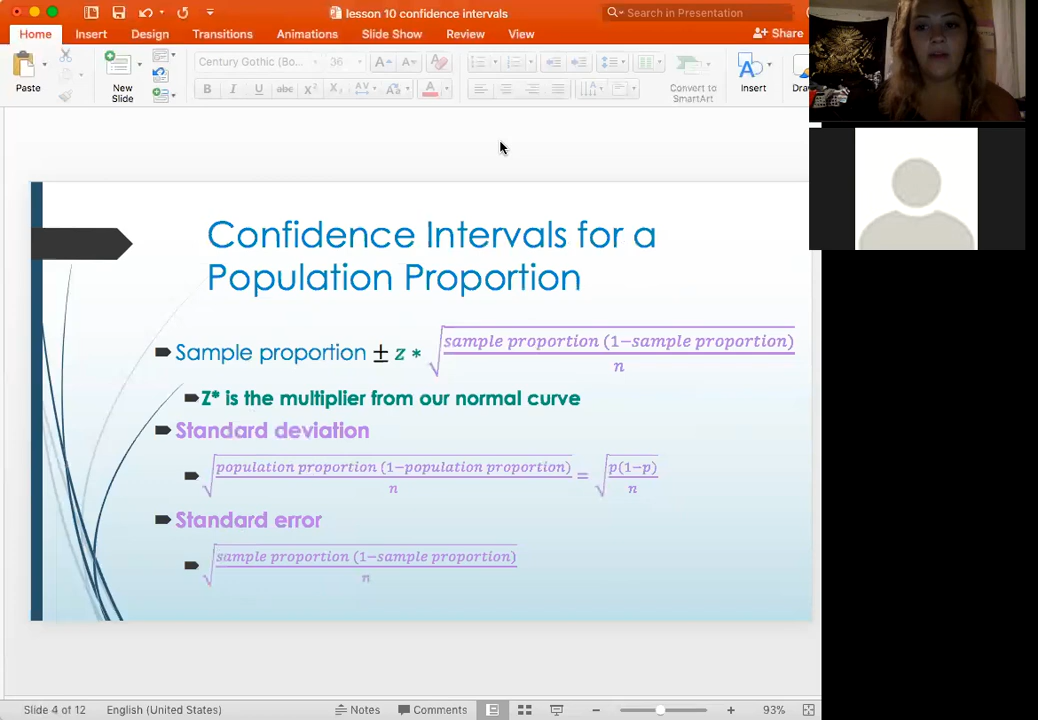 lesson 10 confidence intervals
Search in Presentation
Home Insert Design Transitions Animations Slide Show Review View Share
Century Gothic (Bo... 36
Paste New Slide Convert to SmartArt Insert
Confidence Intervals for a
Population Proportion
Sample proportion ± z * √(sample proportion (1−sample proportion) / n)
Z* is the multiplier from our normal curve
Standard deviation
√(population proportion (1−population proportion) / n) = √(p(1−p) / n)
Standard error
√(sample proportion (1−sample proportion) / n)
Slide 4 of 12 English (United States) Notes Comments 93%